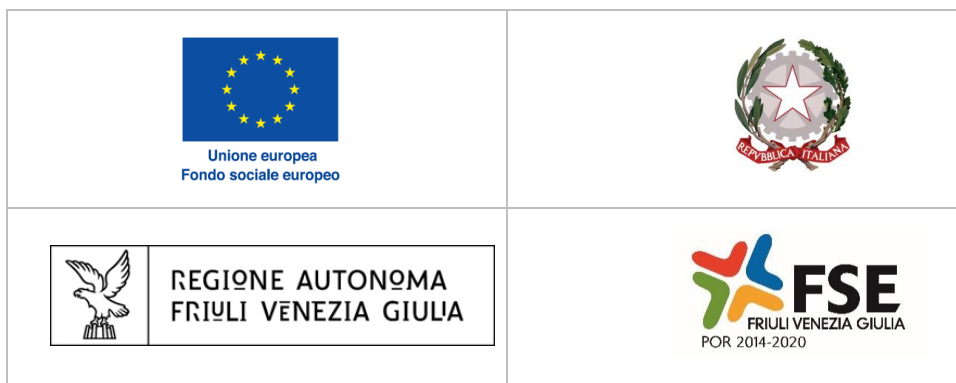 Unione europea
Fondo sociale europeo
REPVBBLICA ITALIANA
REGIONE AUTONOMA
FRIULI VENEZIA GIULIA
FSE
FRIULI VENEZIA GIULIA
POR 2014-2020